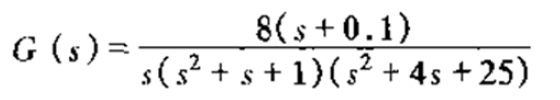 G (s) = 8(s + 0.1) / s(s² + s + 1)(s² + 4s + 25)